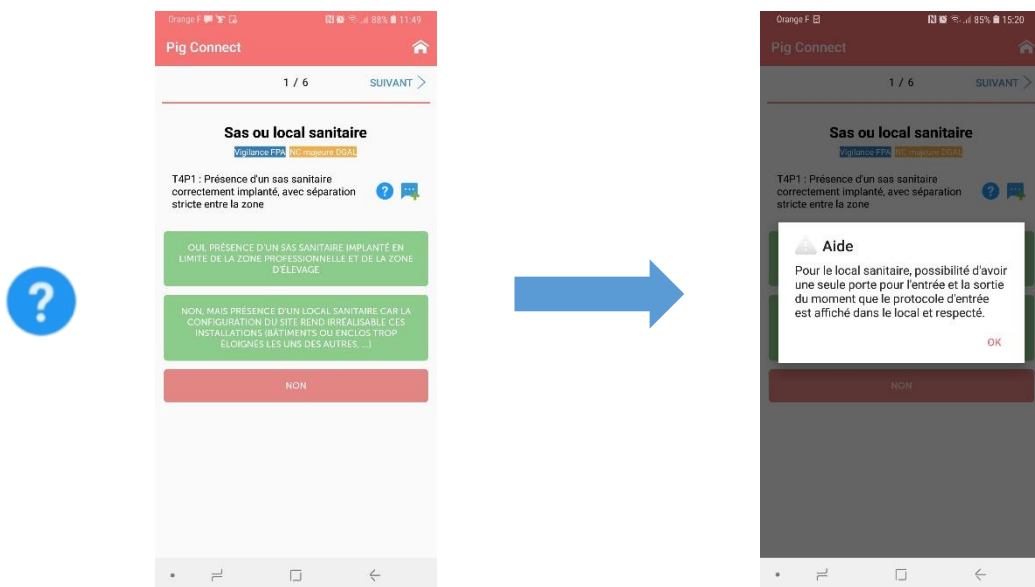 Orange F 88% 11:49
Pig Connect
1 / 6 SUIVANT
Sas ou local sanitaire
Vigilance FPA NC majeure DGAL
T4P1 : Présence d'un sas sanitaire
correctement implanté, avec séparation
stricte entre la zone
?
OUI, PRÉSENCE D'UN SAS SANITAIRE IMPLANTÉ EN
LIMITE DE LA ZONE PROFESSIONNELLE ET DE LA ZONE
D'ÉLEVAGE
NON, MAIS PRÉSENCE D'UN LOCAL SANITAIRE CAR LA
CONFIGURATION DU SITE REND IRRÉALISABLE CES
INSTALLATIONS (BÂTIMENTS OU ENCLOS TROP
ÉLOIGNÉS LES UNS DES AUTRES, ...)
NON
?
Orange F 85% 15:20
Pig Connect
1 / 6 SUIVANT
Sas ou local sanitaire
Vigilance FPA NC majeure DGAL
T4P1 : Présence d'un sas sanitaire
correctement implanté, avec séparation
stricte entre la zone
?
Aide
Pour le local sanitaire, possibilité d'avoir
une seule porte pour l'entrée et la sortie
du moment que le protocole d'entrée
est affiché dans le local et respecté.
OK
NON